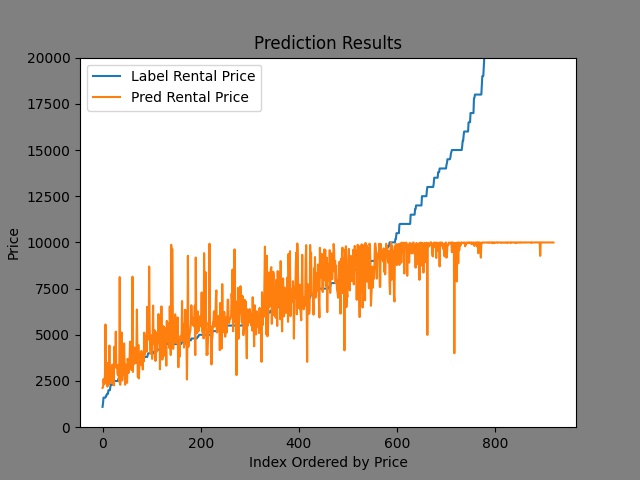 Prediction Results
Label Rental Price
Pred Rental Price
20000
17500
15000
12500
10000
7500
5000
2500
0
Price
0 200 400 600 800
Index Ordered by Price